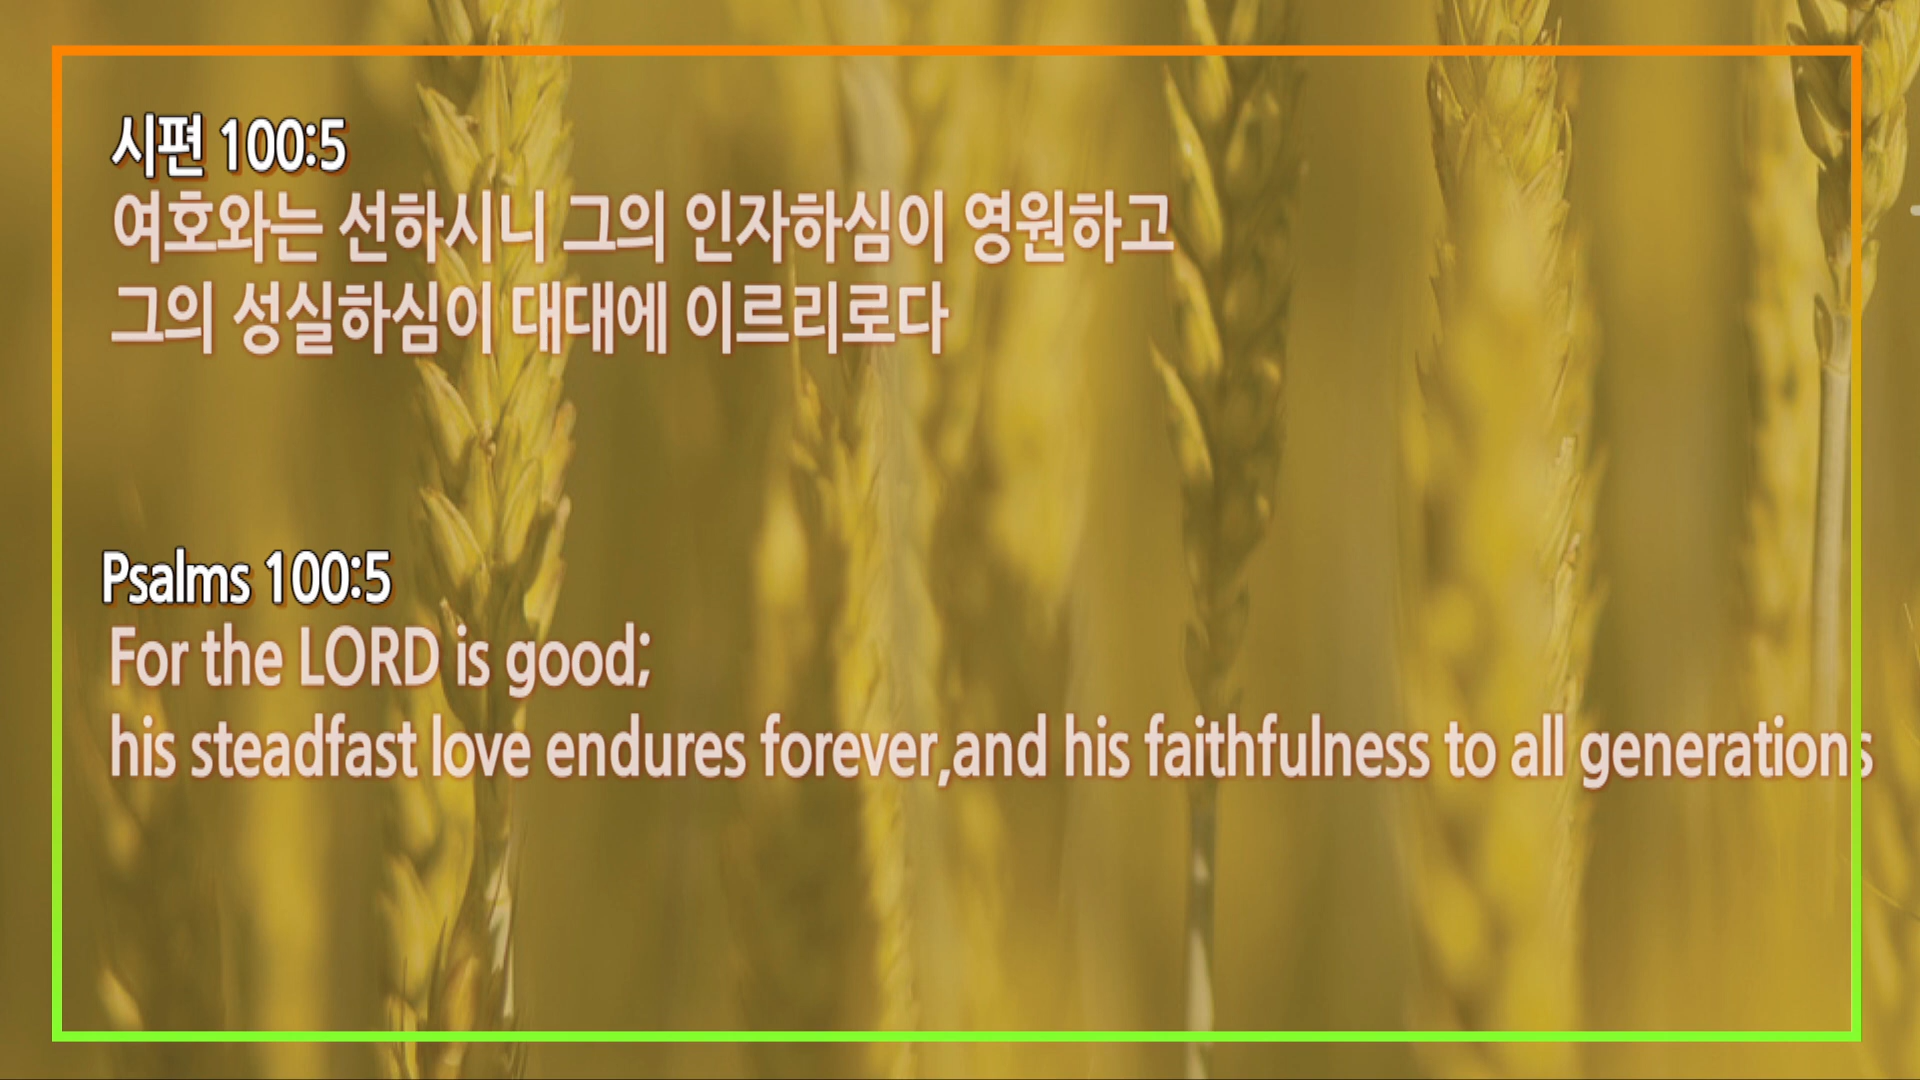 시편 100:5
여호와는 선하시니 그의 인자하심이 영원하고
그의 성실하심이 대대에 이르리로다
Psalms 100:5
For the LORD is good;
his steadfast love endures forever,and his faithfulness to all generations